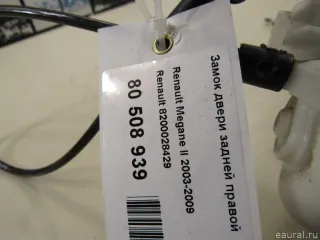 Замок двери задней правой
Renault Megane II 2003-2009
Renault 8200028429
80 508 939
eaural.ru